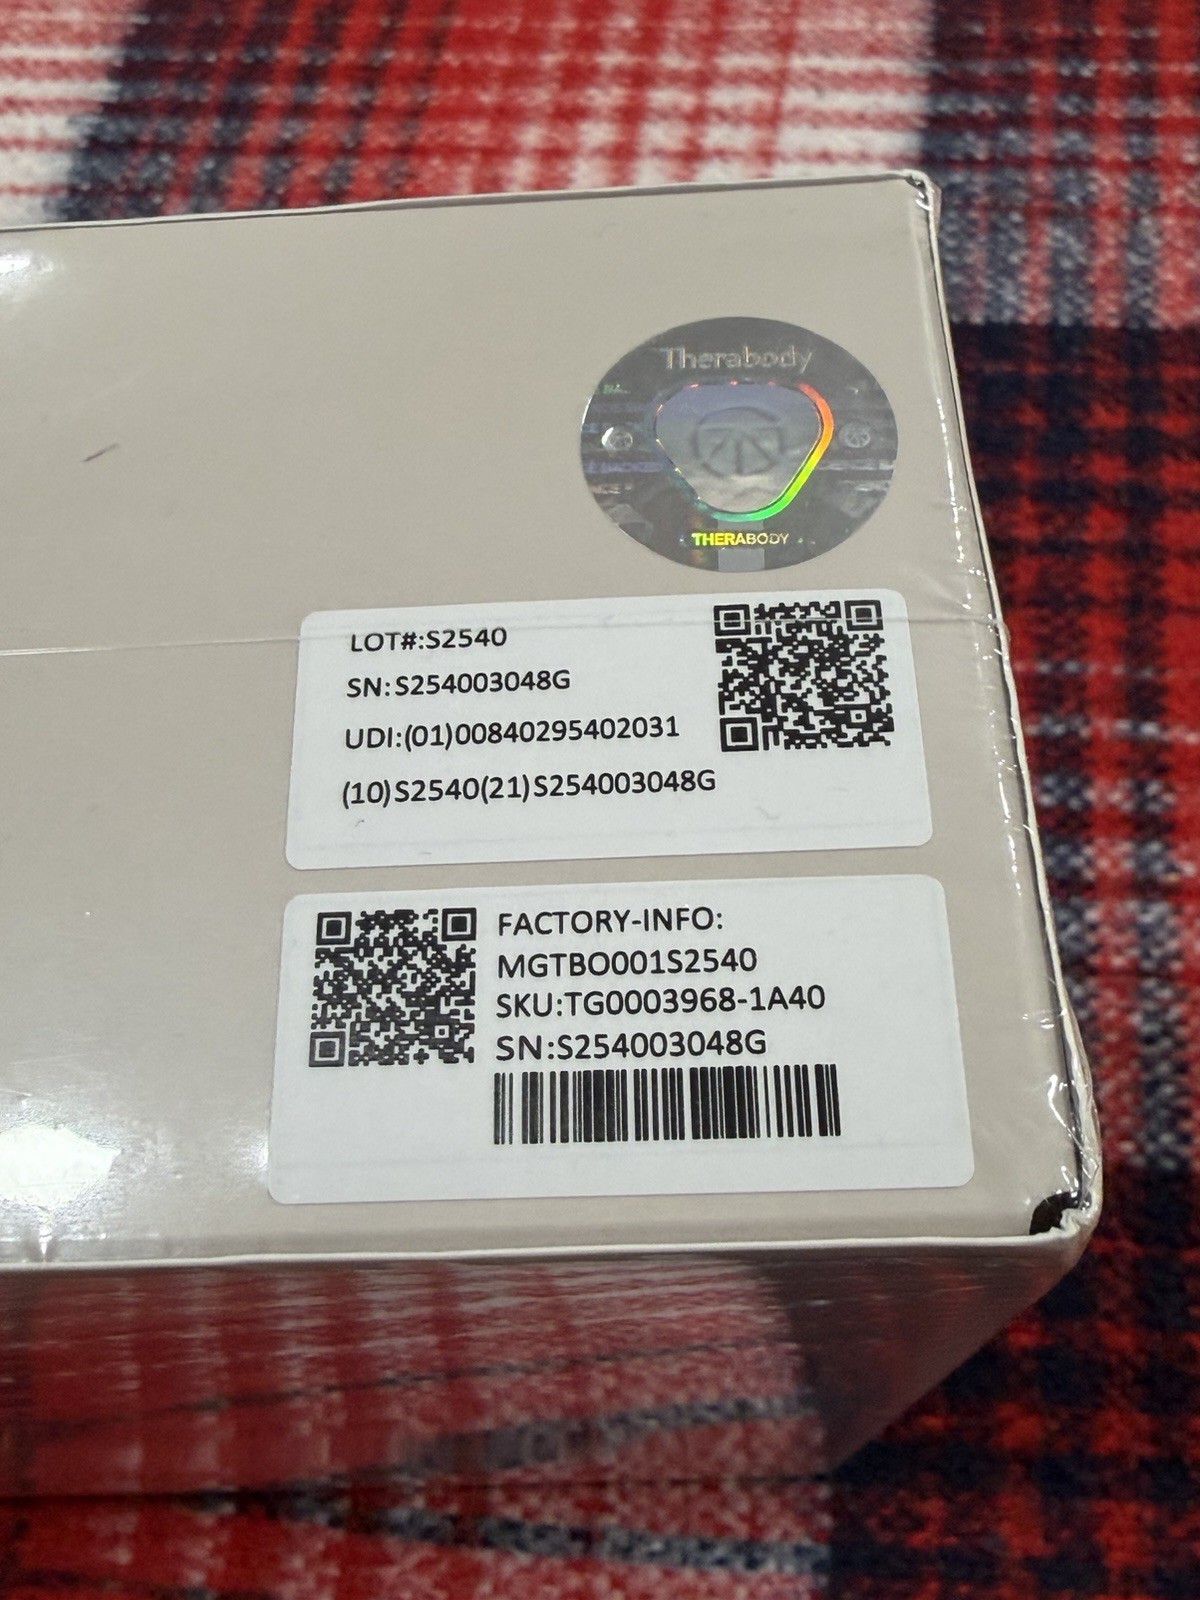 Therabody
THERABODY
LOT#:S2540
SN:S254003048G
UDI:(01)00840295402031
(10)S2540(21)S254003048G
FACTORY-INFO:
MGTBO001S2540
SKU:TG0003968-1A40
SN:S254003048G